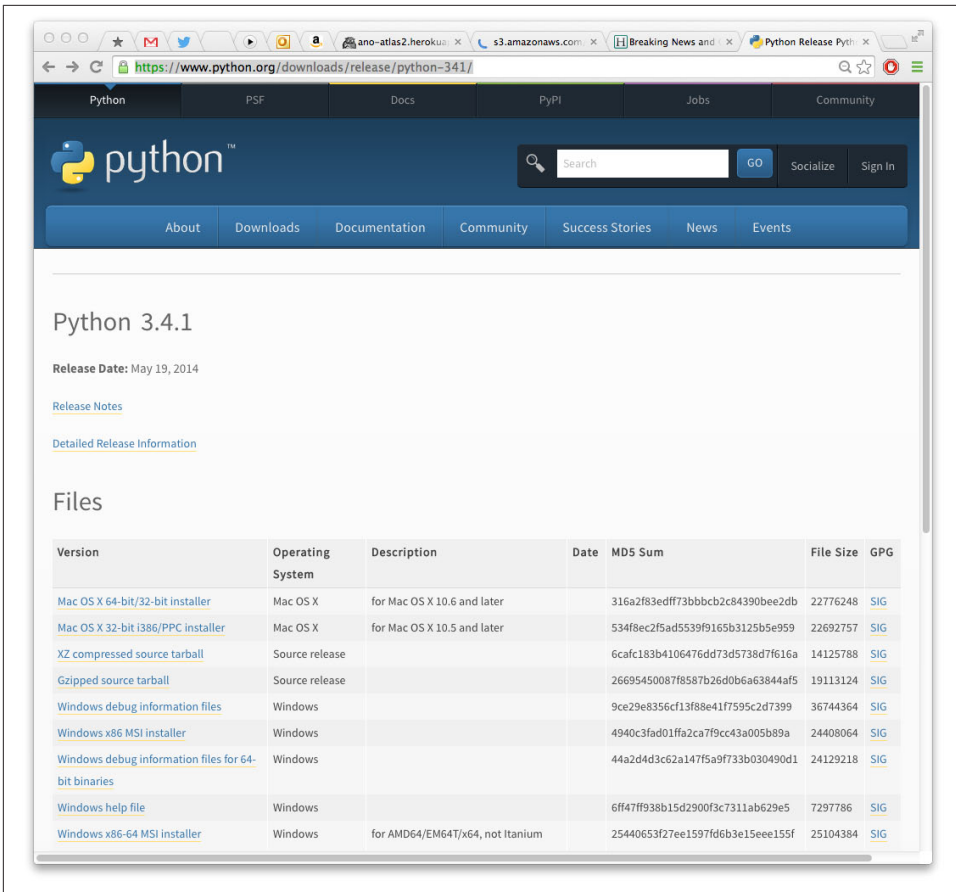 ano-atlas2.herokua
s3.amazonaws.com
Breaking News and
Python Release Pyth
https://www.python.org/downloads/release/python-341/
Python PSF Docs PyPI Jobs Community
python™
Search GO Socialize Sign In
About Downloads Documentation Community Success Stories News Events
Python 3.4.1
Release Date: May 19, 2014
Release Notes
Detailed Release Information
Files
Version Operating System Description Date MD5 Sum File Size GPG
Mac OS X 64-bit/32-bit installer Mac OS X for Mac OS X 10.6 and later 316a2f83edff73bbbcb2c84390bee2db 22776248 SIG
Mac OS X 32-bit i386/PPC installer Mac OS X for Mac OS X 10.5 and later 534f8ec2f5ad5539f9165b3125b5e959 22692757 SIG
XZ compressed source tarball Source release 6cafc183b4106476dd73d5738d7f616a 14125788 SIG
Gzipped source tarball Source release 26695450087f8587b26d0b6a63844af5 19113124 SIG
Windows debug information files Windows 9ce29e8356cf13f88e41f7595c2d7399 36744364 SIG
Windows x86 MSI installer Windows 4940c3fad01ffa2ca7f9cc43a005b89a 24408064 SIG
Windows debug information files for 64-
bit binaries Windows 44a2d4d3c62a147f5a9f733b030490d1 24129218 SIG
Windows help file Windows 6ff47ff938b15d2900f3c7311ab629e5 7297786 SIG
Windows x86-64 MSI installer Windows for AMD64/EM64T/x64, not Itanium 25440653f27ee1597fd6b3e15eee155f 25104384 SIG